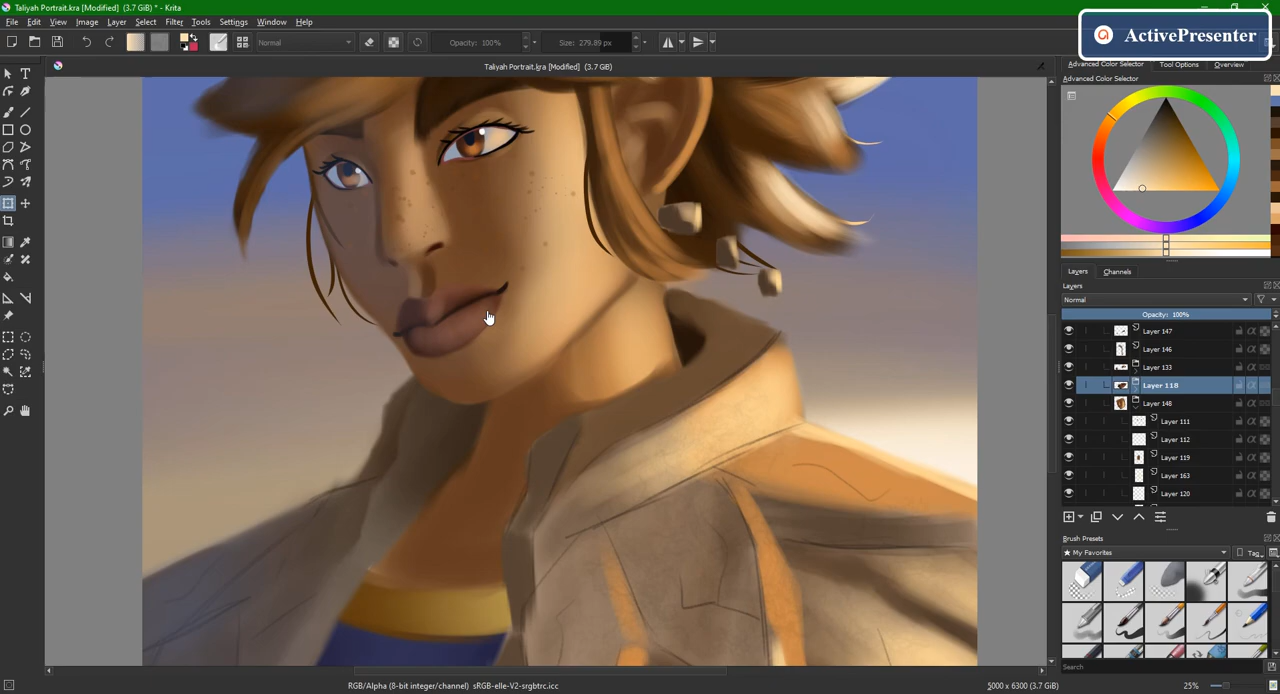 Taliyah Portrait.kra [Modified] (3.7 GiB) * - Krita
ActivePresenter
File Edit View Image Layer Select Filter Tools Settings Window Help
Normal
Opacity: 100%
Size: 279.89 px
Taliyah Portrait.kra [Modified] (3.7 GiB)
Advanced Color Selector Tool Options Overview
Advanced Color Selector
Layers Channels
Layers
Normal
Opacity: 100%
Layer 147
Layer 146
Layer 133
Layer 118
Layer 148
Layer 111
Layer 112
Layer 119
Layer 163
Layer 120
Brush Presets
★ My Favorites
Tag
Search
RGB/Alpha (8-bit integer/channel) sRGB-elle-V2-srgbtrc.icc
5000 x 6300 (3.7 GiB)
25%